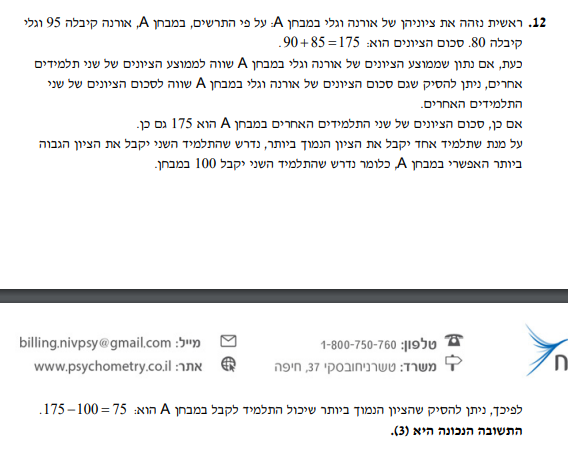 12. ראשית נזהה את ציוניהן של אורנה וגלי במבחן A: על פי התרשים, במבחן A, אורנה קיבלה 95 וגלי
קיבלה 80. סכום הציונים הוא: 90+85=175.
כעת, אם נתון שממוצע הציונים של אורנה וגלי במבחן A שווה לממוצע הציונים של שני תלמידים
אחרים, ניתן להסיק שגם סכום הציונים של אורנה וגלי במבחן A שווה לסכום הציונים של שני
התלמידים האחרים.
אם כן, סכום הציונים של שני התלמידים האחרים במבחן A הוא 175 גם כן.
על מנת שתלמיד אחד יקבל את הציון הנמוך ביותר, נדרש שהתלמיד השני יקבל את הציון הגבוה
ביותר האפשרי במבחן A, כלומר נדרש שהתלמיד השני יקבל 100 במבחן.
טלפון: 1-800-750-760
מייל: billing.nivpsy@gmail.com
משרד: טשרניחובסקי 37, חיפה
אתר: www.psychometry.co.il
ח
לפיכך, ניתן להסיק שהציון הנמוך ביותר שיכול התלמיד לקבל במבחן A הוא: 175-100=75.
התשובה הנכונה היא (3).